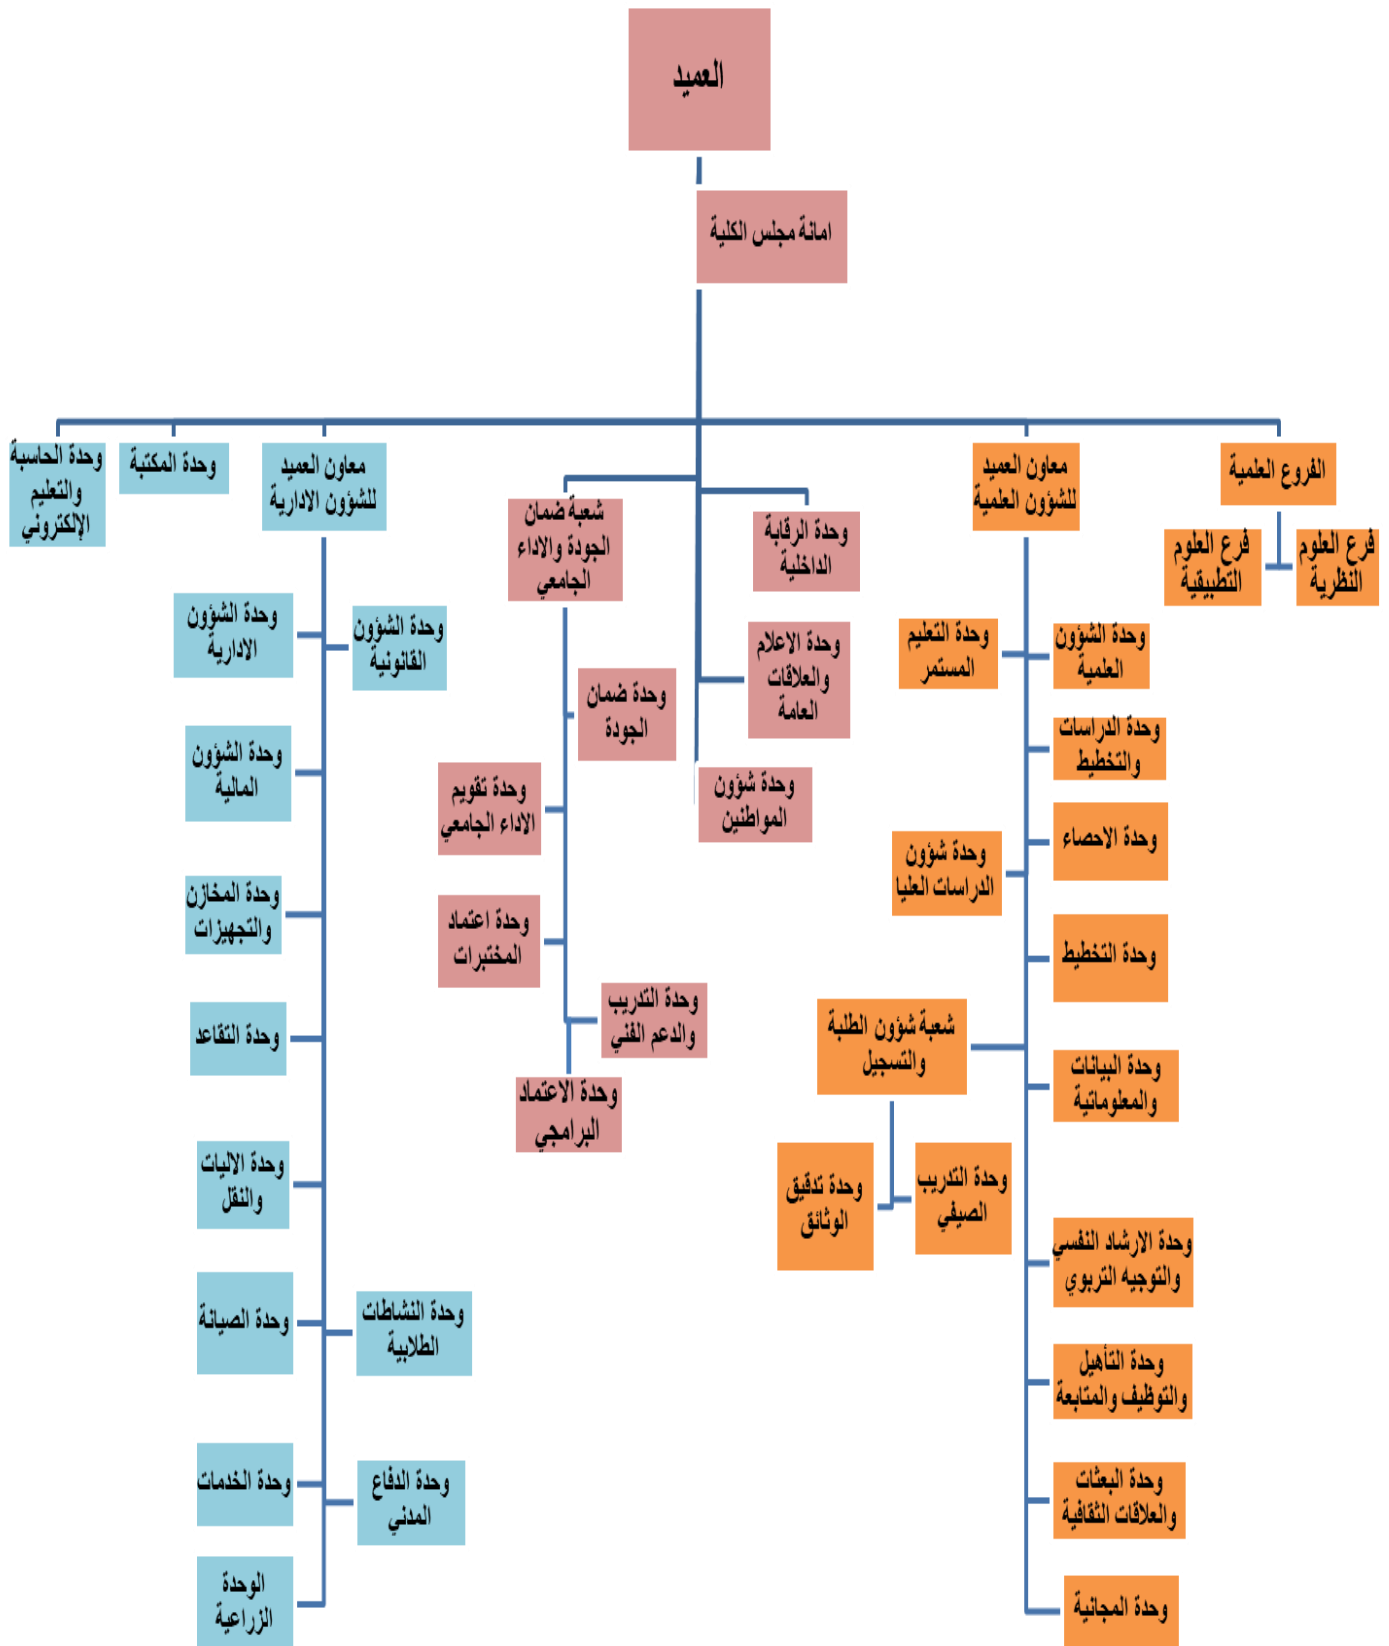 العميد
امانة مجلس الكلية
الفروع العلمية
فرع العلوم
النظرية
فرع العلوم
التطبيقية
معاون العميد
للشؤون العلمية
وحدة الشؤون
العلمية
وحدة التعليم
المستمر
وحدة الدراسات
والتخطيط
وحدة الاحصاء
وحدة شؤون
الدراسات العليا
وحدة التخطيط
شعبة شؤون الطلبة
والتسجيل
وحدة التدريب
الصيفي
وحدة تدقيق
الوثائق
وحدة البيانات
والمعلوماتية
وحدة الارشاد النفسي
والتوجيه التربوي
وحدة التأهيل
والتوظيف والمتابعة
وحدة البعثات
والعلاقات الثقافية
وحدة المجانية
وحدة الرقابة
الداخلية
وحدة الاعلام
والعلاقات
العامة
وحدة شؤون
المواطنين
شعبة ضمان
الجودة والاداء
الجامعي
وحدة ضمان
الجودة
وحدة تقويم
الاداء الجامعي
وحدة اعتماد
المختبرات
وحدة التدريب
والدعم الفني
وحدة الاعتماد
البرامجي
معاون العميد
للشؤون الادارية
وحدة الشؤون
القانونية
وحدة الشؤون
الادارية
وحدة الشؤون
المالية
وحدة المخازن
والتجهيزات
وحدة التقاعد
وحدة الاليات
والنقل
وحدة النشاطات
الطلابية
وحدة الصيانة
وحدة الدفاع
المدني
وحدة الخدمات
الوحدة
الزراعية
وحدة المكتبة
وحدة الحاسبة
والتعليم
الإلكتروني